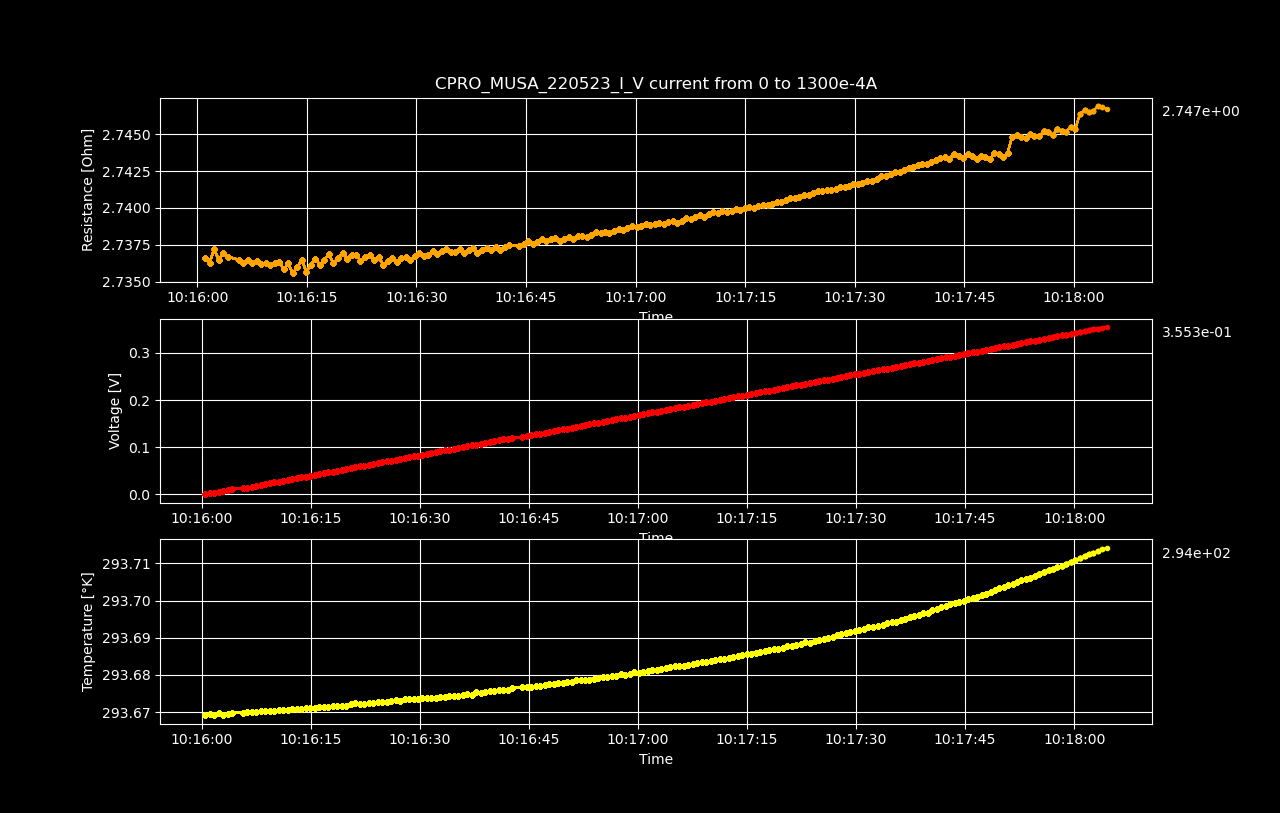 CPRO_MUSA_220523_I_V current from 0 to 1300e-4A
2.747e+00
Resistance [Ohm]
2.7450
2.7425
2.7400
2.7375
2.7350
10:16:00 10:16:15 10:16:30 10:16:45 10:17:00 10:17:15 10:17:30 10:17:45 10:18:00
Time
3.553e-01
Voltage [V]
0.3
0.2
0.1
0.0
10:16:00 10:16:15 10:16:30 10:16:45 10:17:00 10:17:15 10:17:30 10:17:45 10:18:00
Time
2.94e+02
Temperature [°K]
293.71
293.70
293.69
293.68
293.67
10:16:00 10:16:15 10:16:30 10:16:45 10:17:00 10:17:15 10:17:30 10:17:45 10:18:00
Time